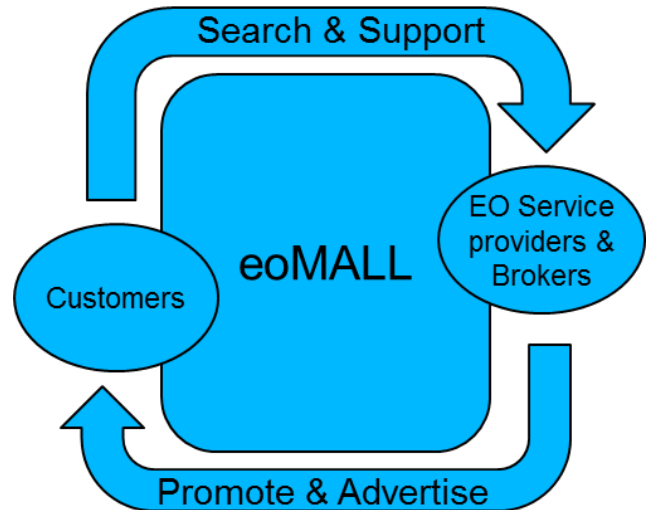 Search & Support
EO Service
providers &
Brokers
eoMALL
Customers
Promote & Advertise